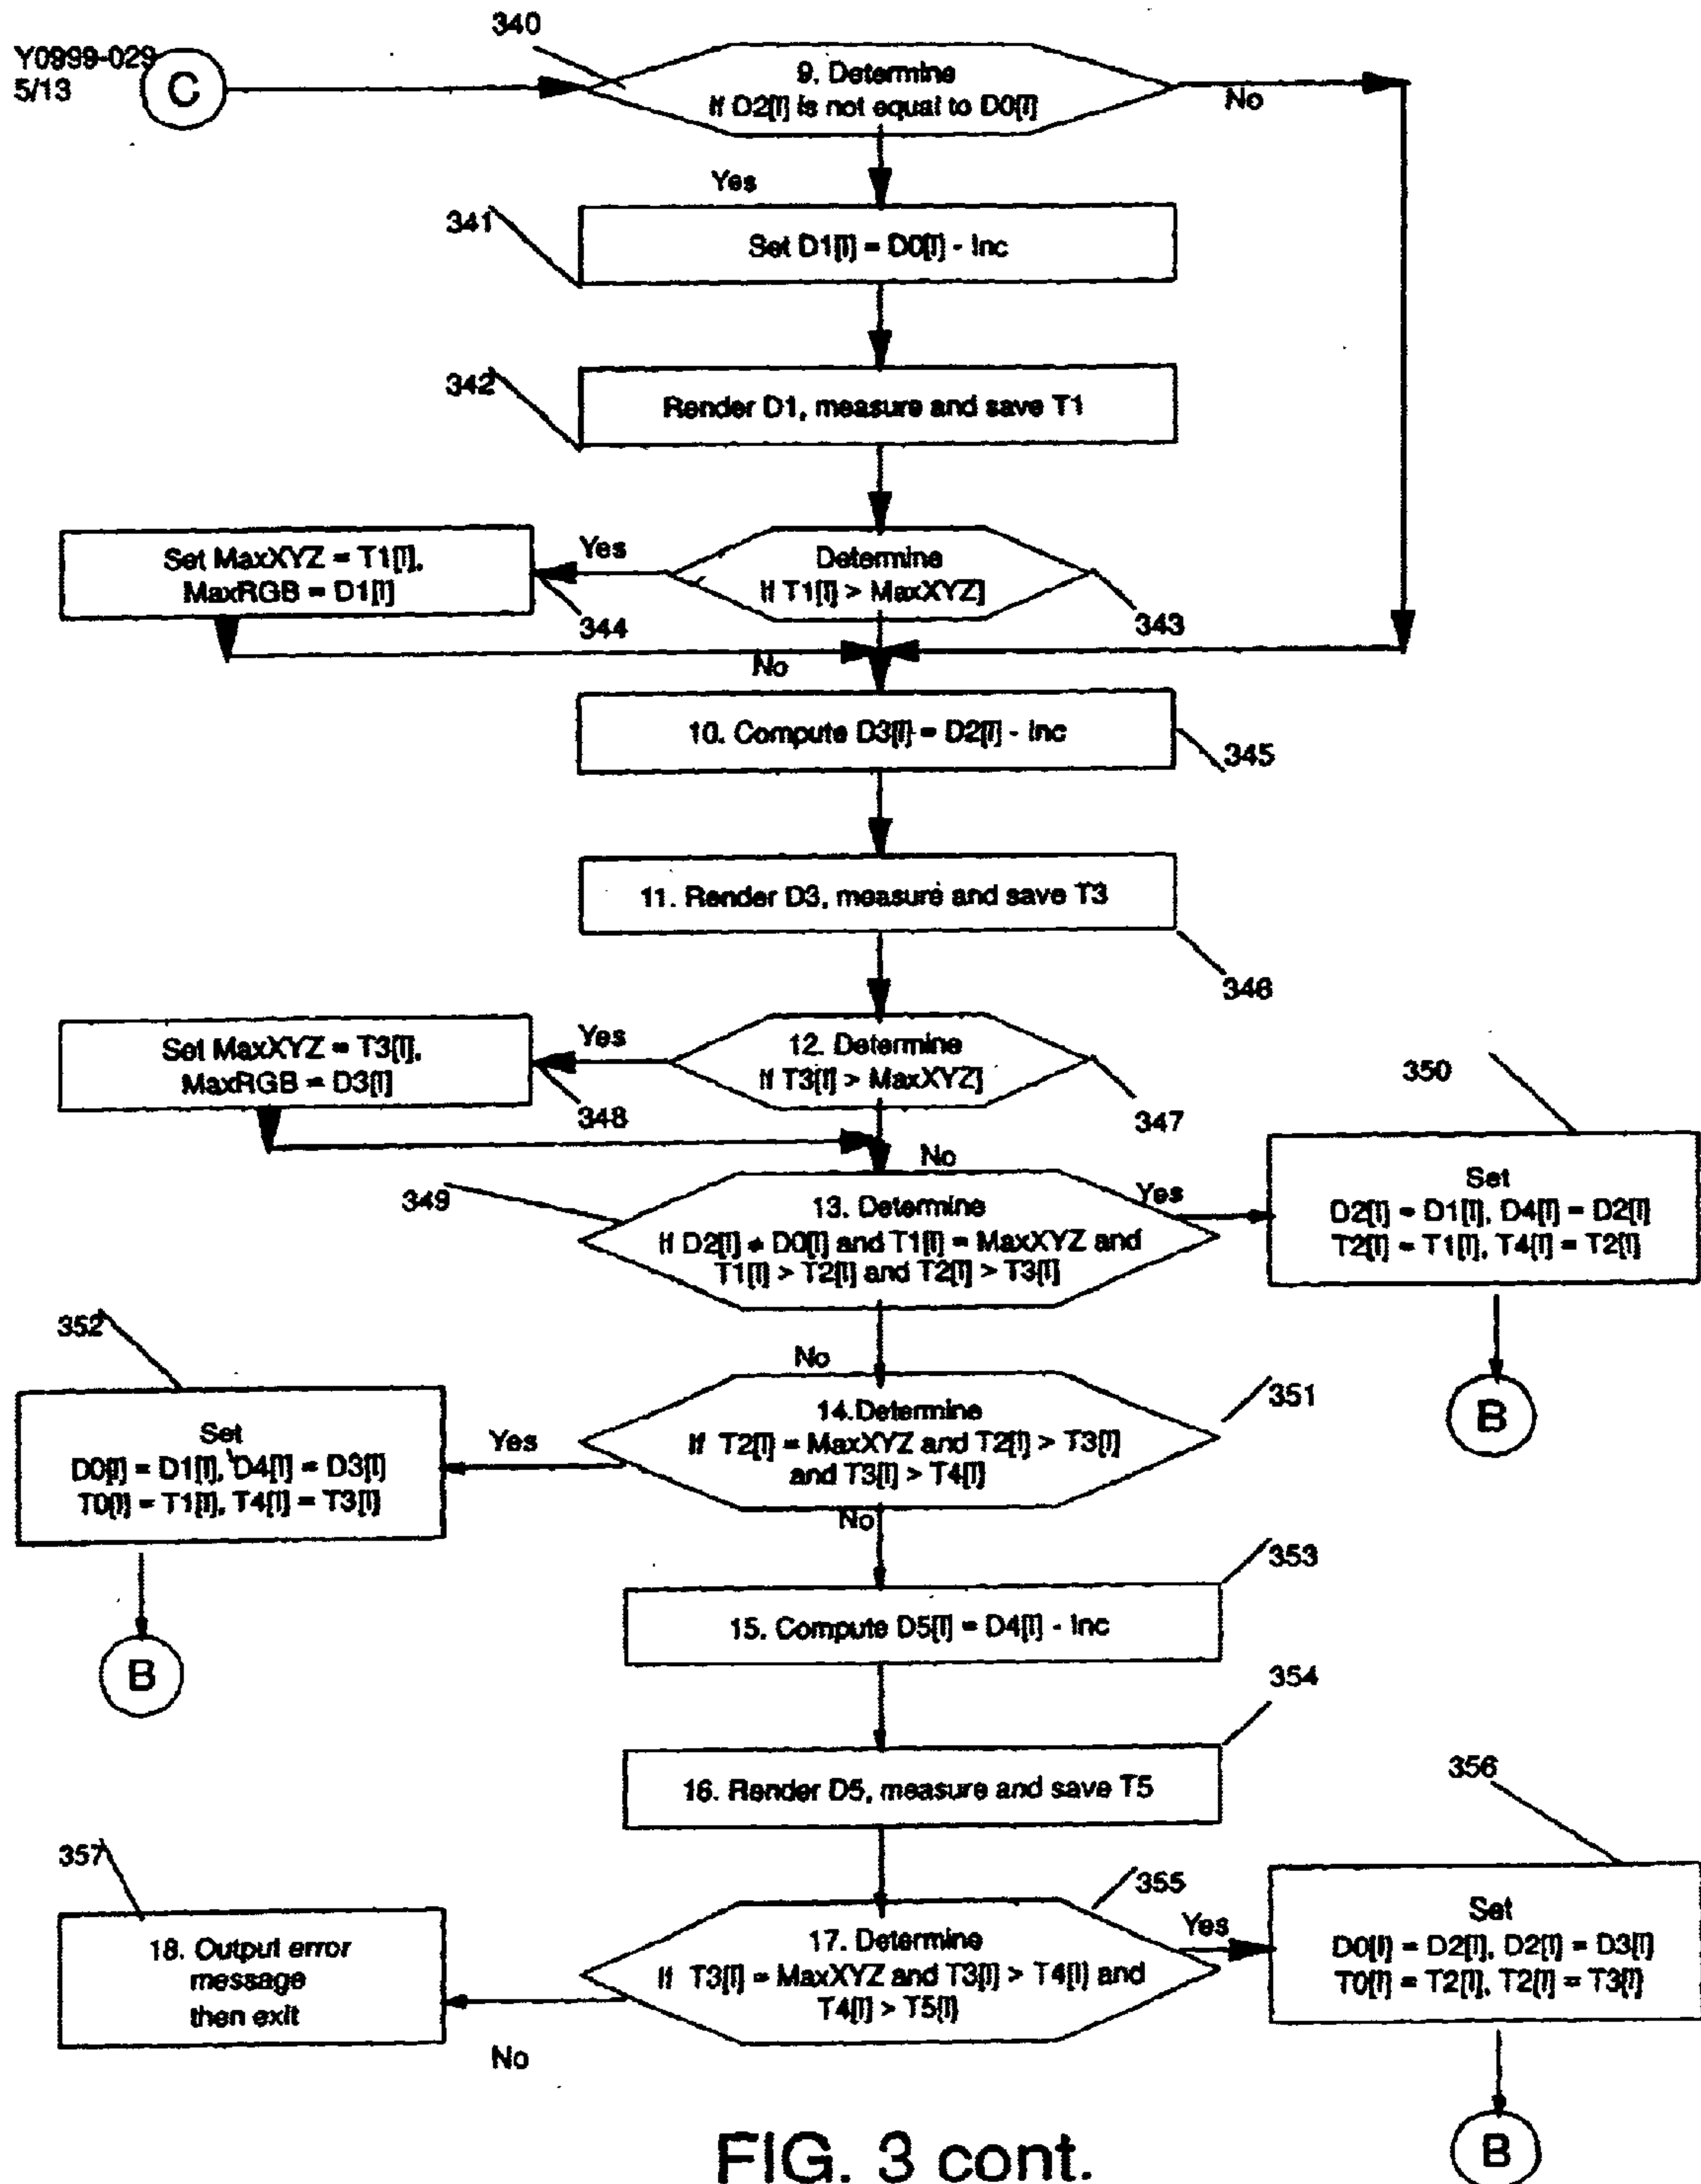 340
Y0999-029
5/13
C
9. Determine
If D2[I] is not equal to D0[I]
No
Yes
341
Set D1[I] = D0[I] - Inc
342
Render D1, measure and save T1
Set MaxXYZ = T1[I],
MaxRGB = D1[I]
Yes
Determine
If T1[I] > MaxXYZ]
344
343
No
10. Compute D3[I] = D2[I] - Inc
345
11. Render D3, measure and save T3
346
Set MaxXYZ = T3[I],
MaxRGB = D3[I]
Yes
12. Determine
If T3[I] > MaxXYZ]
348
347
350
No
349
13. Determine
If D2[I] ≠ D0[I] and T1[I] = MaxXYZ and
T1[I] > T2[I] and T2[I] > T3[I]
Yes
Set
D2[I] = D1[I], D4[I] = D2[I]
T2[I] = T1[I], T4[I] = T2[I]
B
352
No
351
14.Determine
If T2[I] = MaxXYZ and T2[I] > T3[I]
and T3[I] > T4[I]
Yes
Set
D0[I] = D1[I], D4[I] = D3[I]
T0[I] = T1[I], T4[I] = T3[I]
B
No
353
15. Compute D5[I] = D4[I] - Inc
354
16. Render D5, measure and save T5
356
357
355
18. Output error
message
then exit
17. Determine
If T3[I] = MaxXYZ and T3[I] > T4[I] and
T4[I] > T5[I]
Yes
Set
D0[I] = D2[I], D2[I] = D3[I]
T0[I] = T2[I], T2[I] = T3[I]
No
B
FIG. 3 cont.